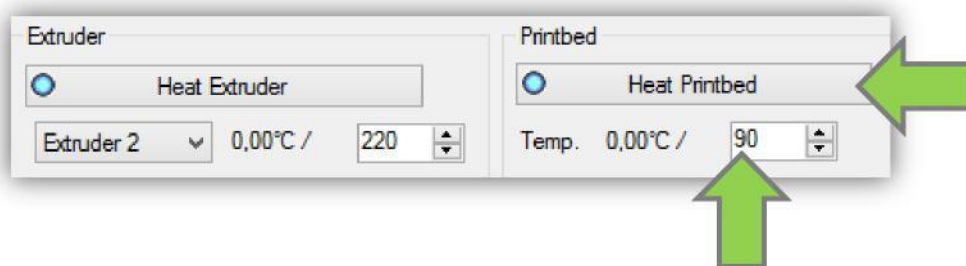 Extruder
Heat Extruder
Extruder 2 0,00°C / 220
Printbed
Heat Printbed
Temp. 0,00°C / 90